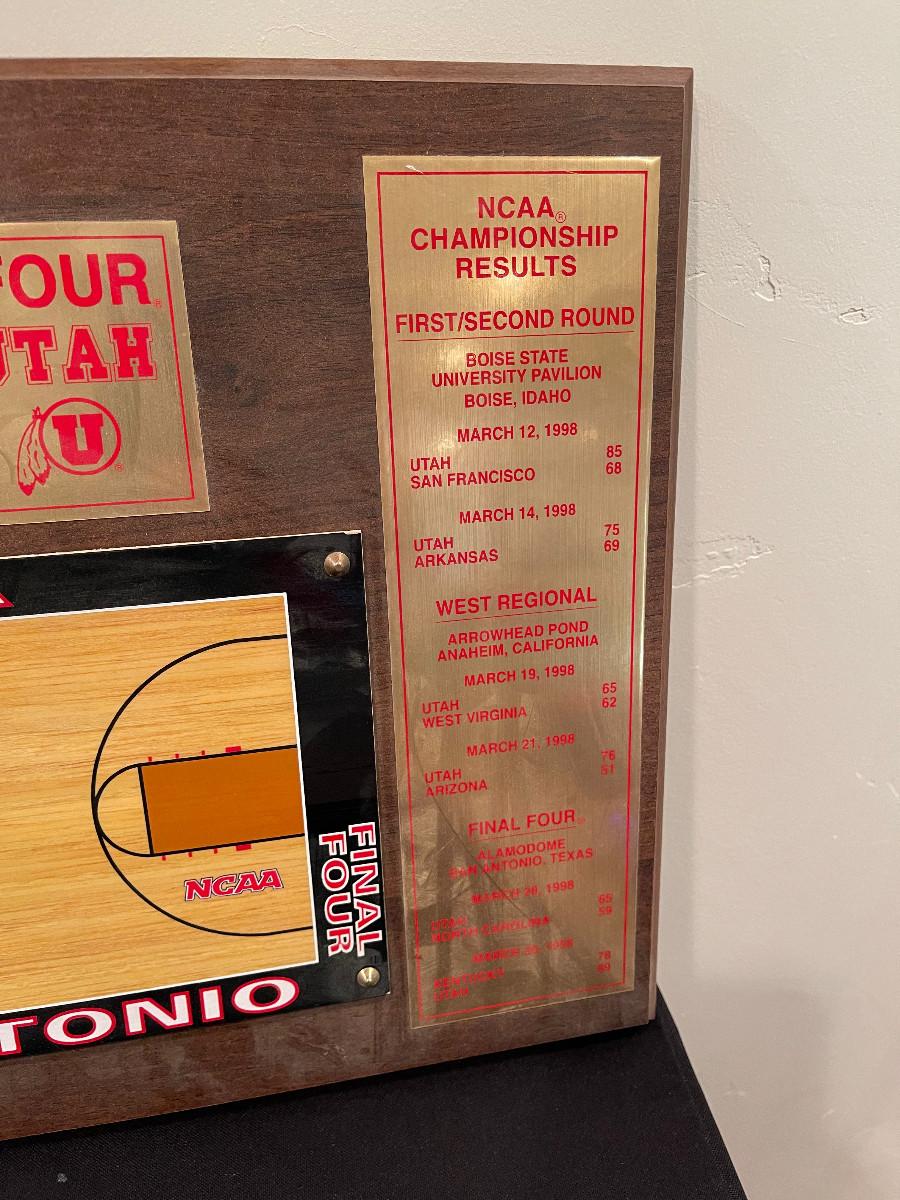 FOUR®
UTAH
U®
NCAA®
CHAMPIONSHIP
RESULTS
FIRST/SECOND ROUND
BOISE STATE
UNIVERSITY PAVILION
BOISE, IDAHO
MARCH 12, 1998
UTAH 85
SAN FRANCISCO 68
MARCH 14, 1998
UTAH 75
ARKANSAS 69
WEST REGIONAL
ARROWHEAD POND
ANAHEIM, CALIFORNIA
MARCH 19, 1998
UTAH 65
WEST VIRGINIA 62
MARCH 21, 1998
UTAH 76
ARIZONA 51
FINAL FOUR®
ALAMODOME
SAN ANTONIO, TEXAS
MARCH 28, 1998
UTAH 65
NORTH CAROLINA 59
MARCH 1998
KENTUCKY 78
UTAH 69
NCAA
FINAL
FOUR
TONIO